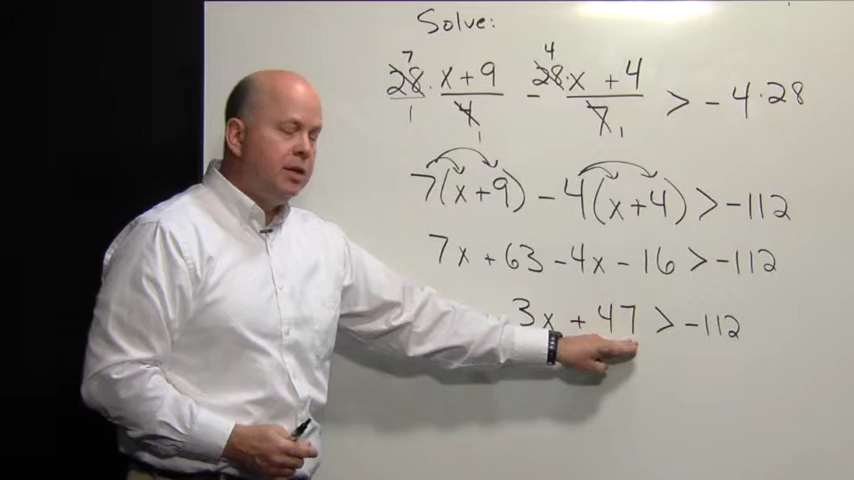 Solve:
7 4
28 · x+9 - 28·x+4 > -4·28
1 4 1 7 1
7(x+9) - 4(x+4) > -112
7x + 63 - 4x - 16 > -112
3x + 47 > -112